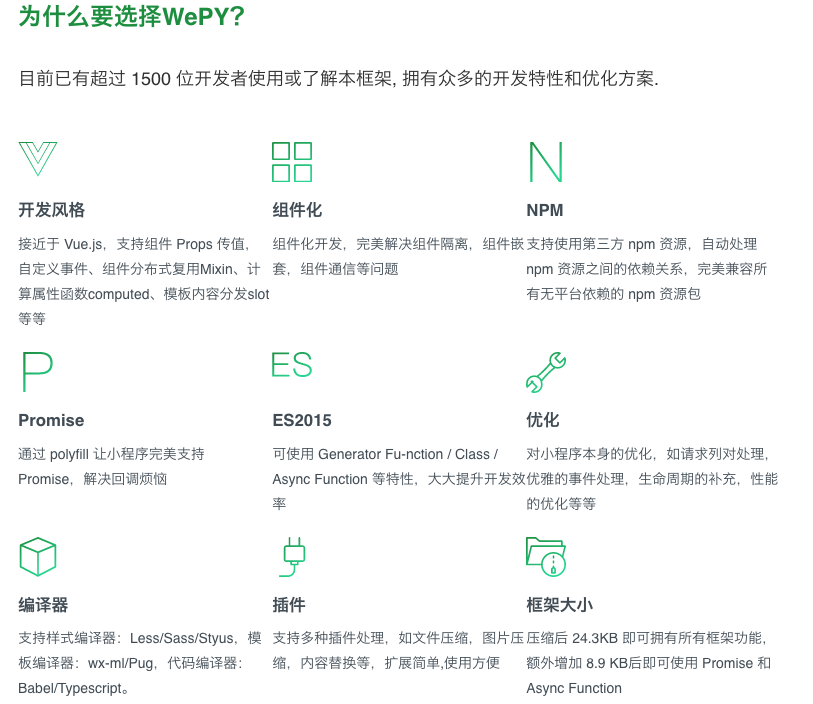 为什么要选择WePY？
目前已有超过 1500 位开发者使用或了解本框架, 拥有众多的开发特性和优化方案.
开发风格
接近于 Vue.js，支持组件 Props 传值，
自定义事件、组件分布式复用Mixin、计
算属性函数computed、模板内容分发slot
等等
组件化
组件化开发，完美解决组件隔离，组件嵌
套，组件通信等问题
N
NPM
支持使用第三方 npm 资源，自动处理
npm 资源之间的依赖关系，完美兼容所
有无平台依赖的 npm 资源包
P
Promise
通过 polyfill 让小程序完美支持
Promise，解决回调烦恼
ES
ES2015
可使用 Generator Fu-nction / Class /
Async Function 等特性，大大提升开发效
率
优化
对小程序本身的优化，如请求列对处理，
优雅的事件处理，生命周期的补充，性能
的优化等等
编译器
支持样式编译器：Less/Sass/Styus，模
板编译器：wx-ml/Pug，代码编译器：
Babel/Typescript。
插件
支持多种插件处理，如文件压缩，图片压
缩，内容替换等，扩展简单,使用方便
框架大小
压缩后 24.3KB 即可拥有所有框架功能，
额外增加 8.9 KB后即可使用 Promise 和
Async Function